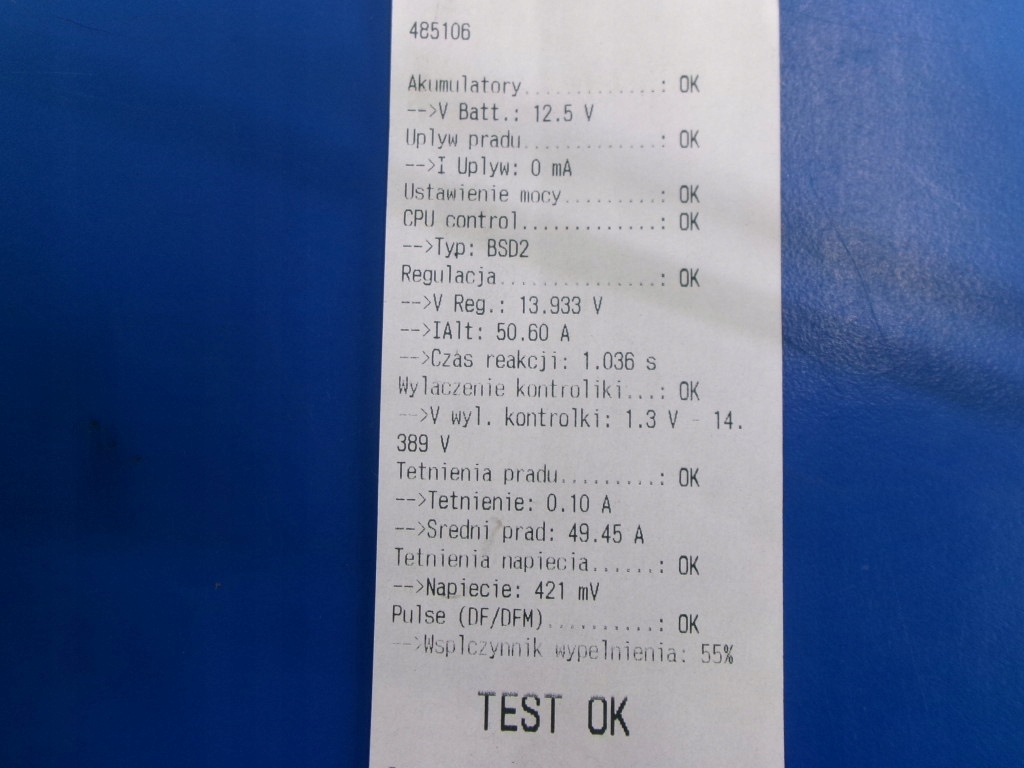 485106
Akumulatory.............: OK
-->V Batt.: 12.5 V
Uplyw pradu.............: OK
-->I Uplyw: 0 mA
Ustawienie mocy.........: OK
CPU control.............: OK
-->Typ: BSD2
Regulacja...............: OK
-->V Reg.: 13.933 V
-->IAlt: 50.60 A
-->Czas reakcji: 1.036 s
Wylaczenie kontroliki...: OK
-->V wyl. kontrolki: 1.3 V - 14.
389 V
Tetnienia pradu.........: OK
-->Tetnienie: 0.10 A
-->Sredni prad: 49.45 A
Tetnienia napiecia......: OK
-->Napiecie: 421 mV
Pulse (DF/DFM)..........: OK
-->Wsplczynnik wypelnienia: 55%
TEST OK